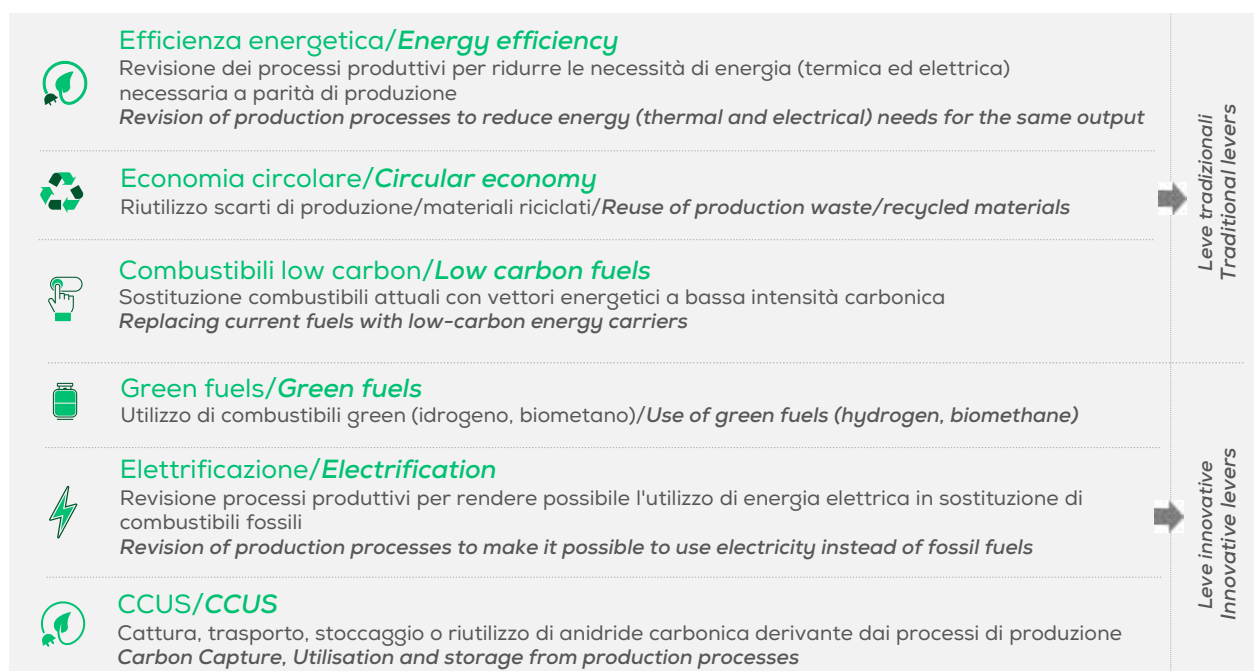 Efficienza energetica/Energy efficiency
Revisione dei processi produttivi per ridurre le necessità di energia (termica ed elettrica)
necessaria a parità di produzione
Revision of production processes to reduce energy (thermal and electrical) needs for the same output
Economia circolare/Circular economy
Riutilizzo scarti di produzione/materiali riciclati/Reuse of production waste/recycled materials
Combustibili low carbon/Low carbon fuels
Sostituzione combustibili attuali con vettori energetici a bassa intensità carbonica
Replacing current fuels with low-carbon energy carriers
Leve tradizionali
Traditional levers
Green fuels/Green fuels
Utilizzo di combustibili green (idrogeno, biometano)/Use of green fuels (hydrogen, biomethane)
Elettrificazione/Electrification
Revisione processi produttivi per rendere possibile l'utilizzo di energia elettrica in sostituzione di
combustibili fossili
Revision of production processes to make it possible to use electricity instead of fossil fuels
CCUS/CCUS
Cattura, trasporto, stoccaggio o riutilizzo di anidride carbonica derivante dai processi di produzione
Carbon Capture, Utilisation and storage from production processes
Leve innovative
Innovative levers